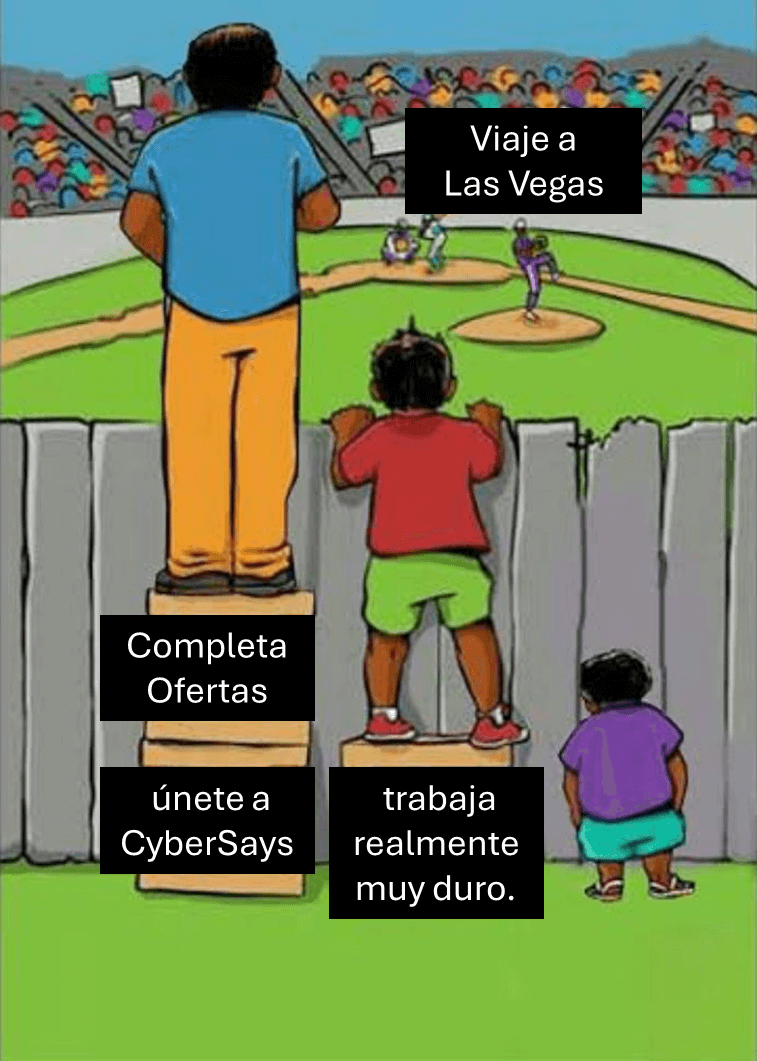 Viaje a
Las Vegas
Completa
Ofertas
únete a
CyberSays
trabaja
realmente
muy duro.